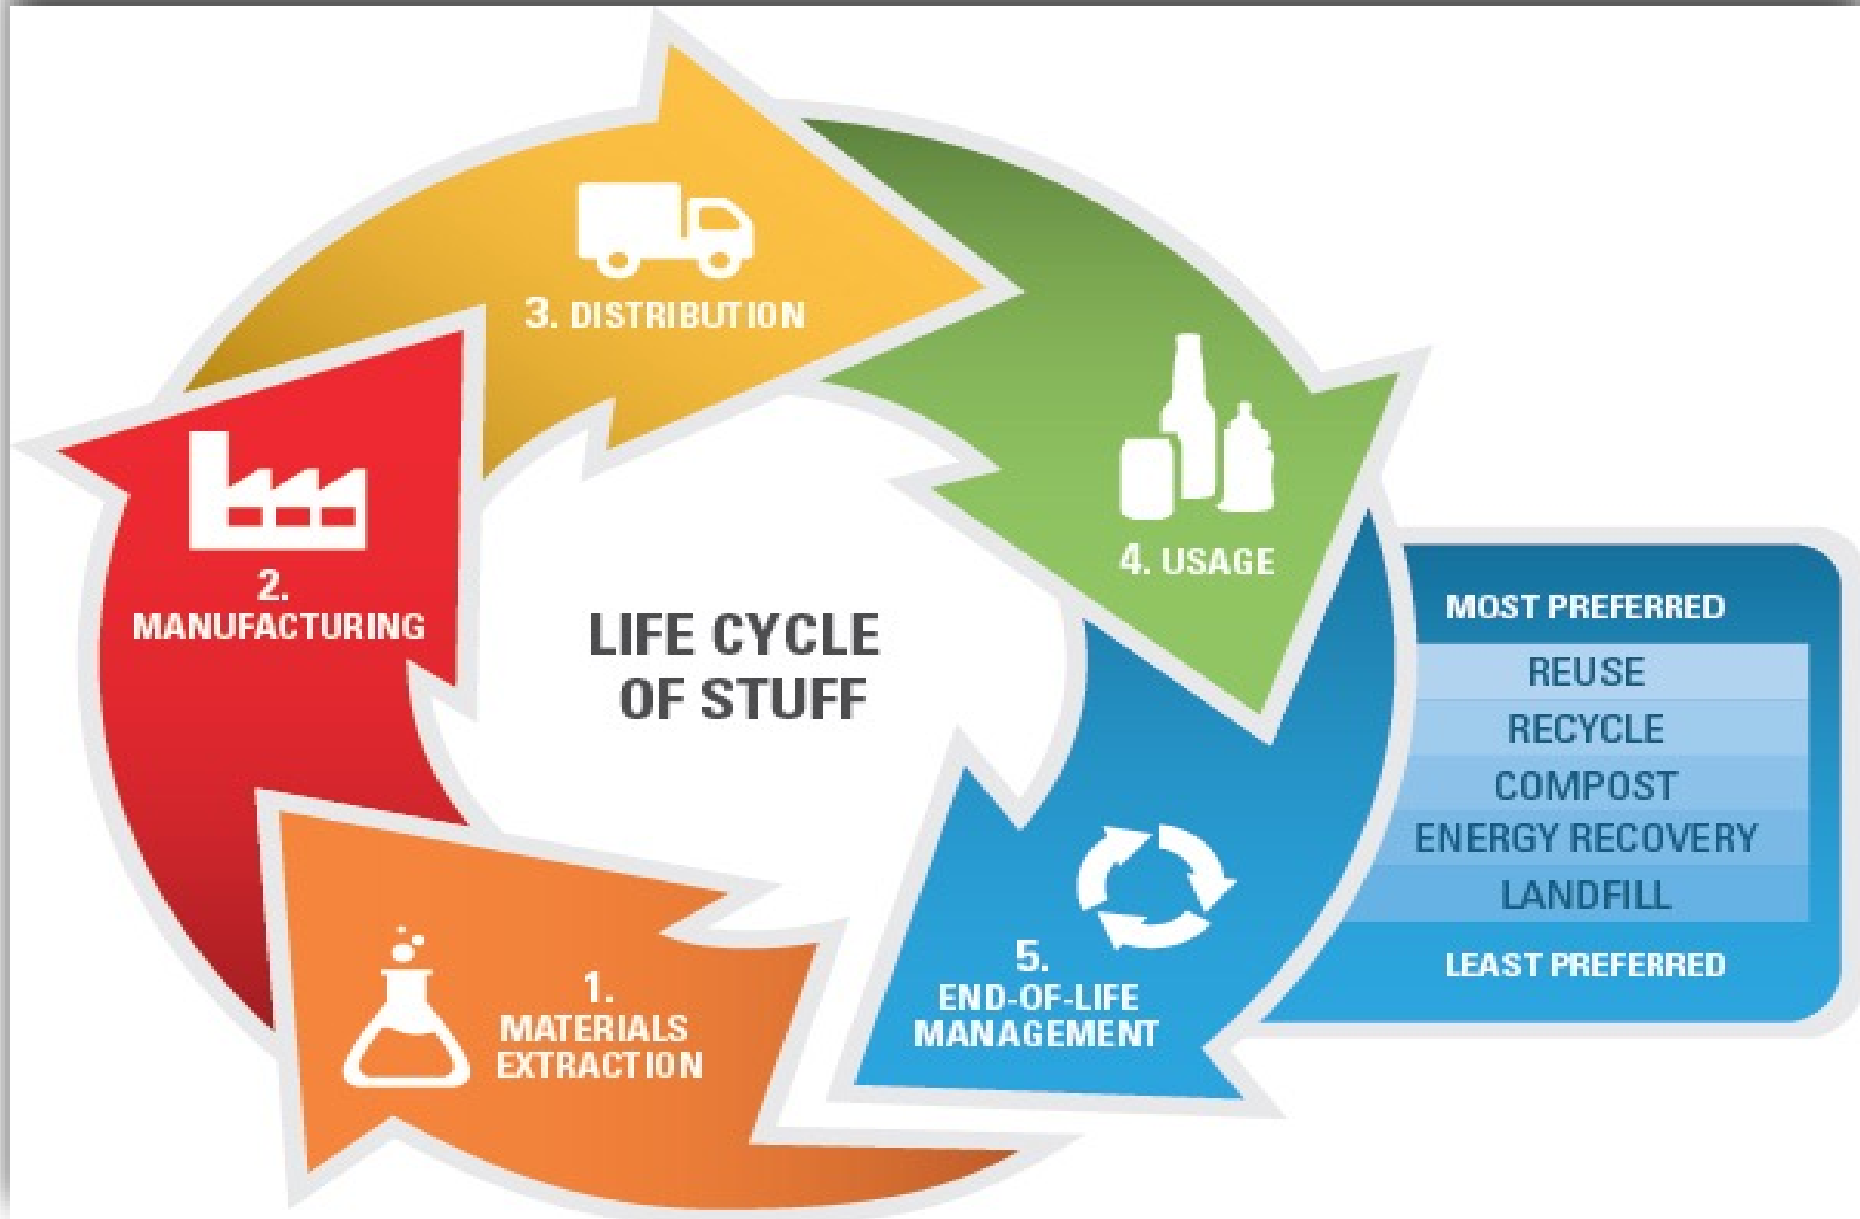 3. DISTRIBUTION
4. USAGE
2.
MANUFACTURING
LIFE CYCLE
OF STUFF
MOST PREFERRED
REUSE
RECYCLE
COMPOST
ENERGY RECOVERY
LANDFILL
LEAST PREFERRED
1.
MATERIALS
EXTRACTION
5.
END-OF-LIFE
MANAGEMENT